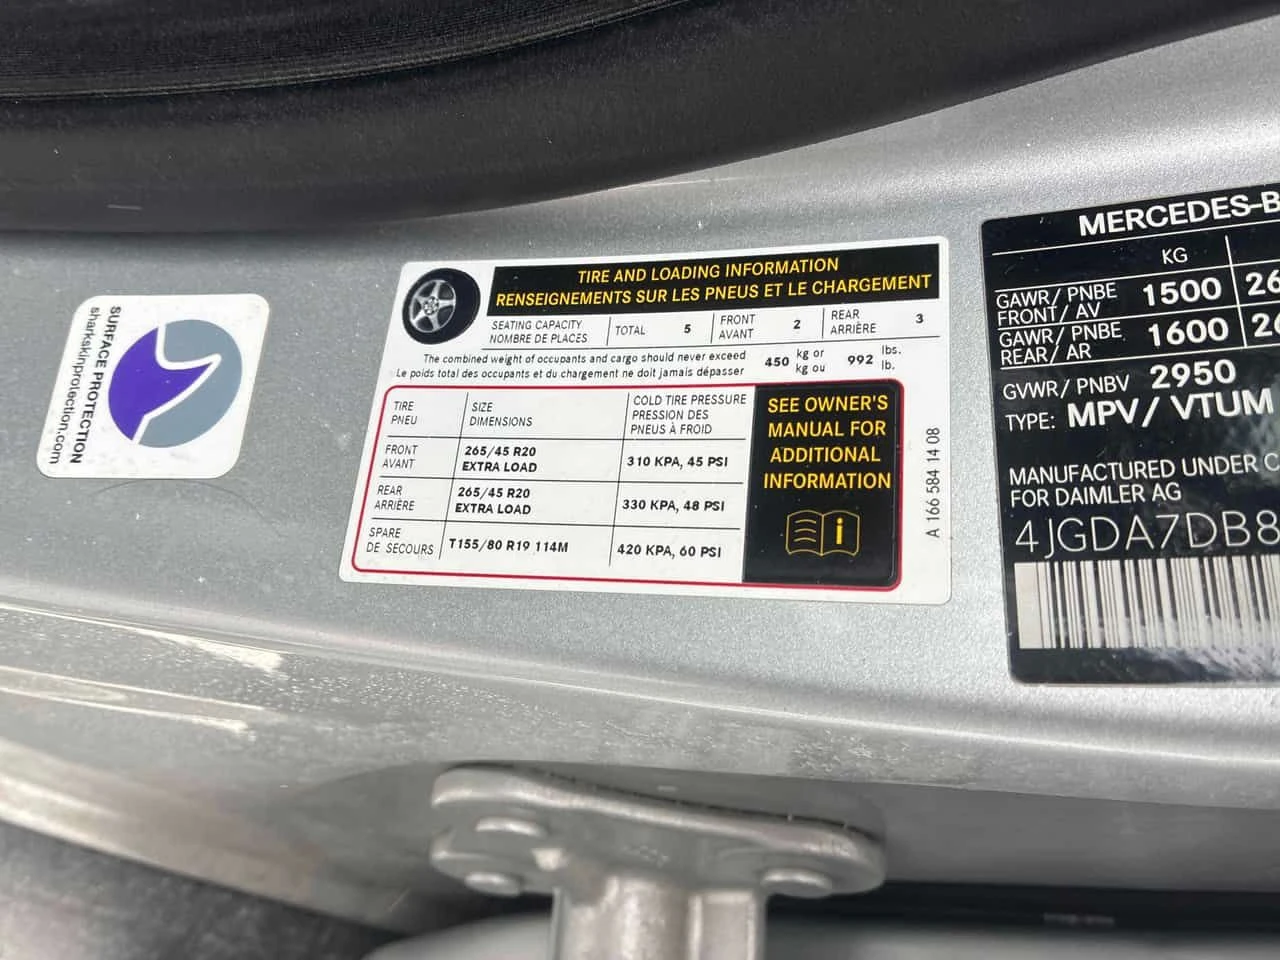 SURFACE PROTECTION
sharkskinprotection.com
TIRE AND LOADING INFORMATION
RENSEIGNEMENTS SUR LES PNEUS ET LE CHARGEMENT
SEATING CAPACITY TOTAL 5 FRONT 2 REAR 3
NOMBRE DE PLACES AVANT ARRIÈRE
The combined weight of occupants and cargo should never exceed 450 kg or 992 lbs.
Le poids total des occupants et du chargement ne doit jamais dépasser kg ou lb.
TIRE SIZE COLD TIRE PRESSURE
PNEU DIMENSIONS PRESSION DES
PNEUS À FROID
FRONT 265/45 R20 310 KPA, 45 PSI
AVANT EXTRA LOAD
REAR 265/45 R20 330 KPA, 48 PSI
ARRIÈRE EXTRA LOAD
SPARE T155/80 R19 114M 420 KPA, 60 PSI
DE SECOURS
SEE OWNER'S
MANUAL FOR
ADDITIONAL
INFORMATION
i
A 166 584 14 08
MERCEDES-B
KG
GAWR/ PNBE 1500 26
FRONT/ AV
GAWR/ PNBE 1600
REAR/ AR
GVWR/ PNBV 2950
TYPE: MPV/ VTUM
MANUFACTURED UNDER C
FOR DAIMLER AG
4JGDA7DB8